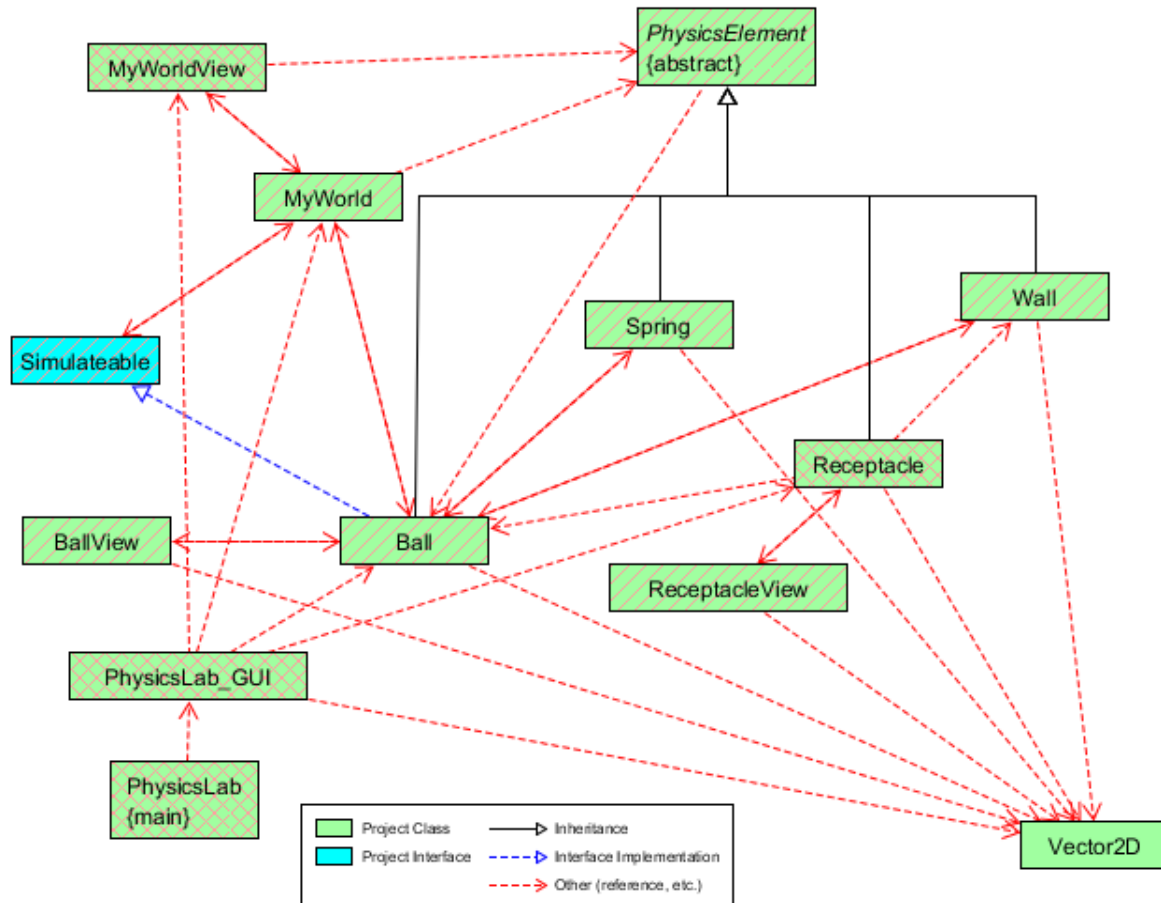 PhysicsElement
{abstract}
MyWorldView
MyWorld
Wall
Spring
Simulateable
Receptacle
BallView
Ball
ReceptacleView
PhysicsLab_GUI
PhysicsLab
{main}
Vector2D
Project Class
Inheritance
Project Interface
Interface Implementation
Other (reference, etc.)